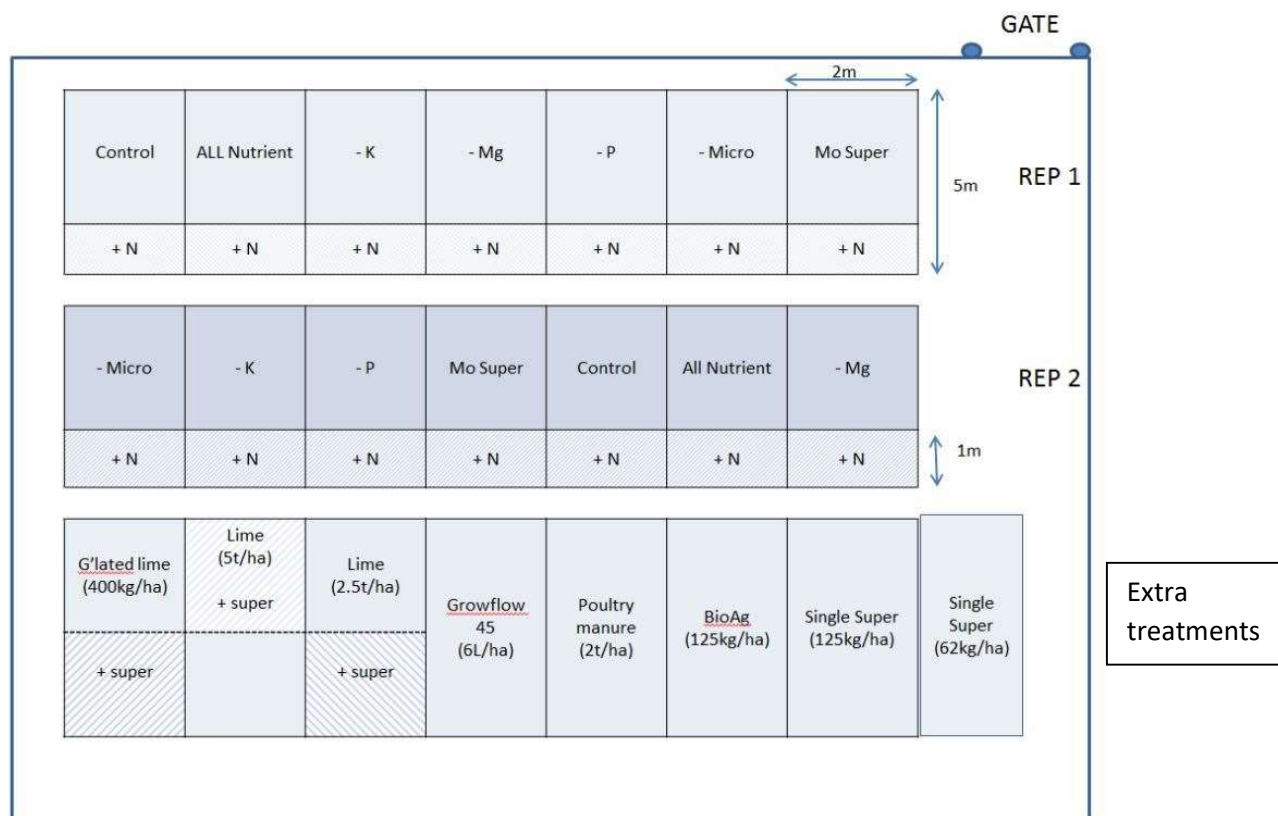 GATE
2m
Control
ALL Nutrient
- K
- Mg
- P
- Micro
Mo Super
5m
REP 1
+ N
+ N
+ N
+ N
+ N
+ N
+ N
- Micro
- K
- P
Mo Super
Control
All Nutrient
- Mg
REP 2
+ N
+ N
+ N
+ N
+ N
+ N
+ N
1m
G'lated lime
(400kg/ha)
+ super
Lime
(5t/ha)
+ super
Lime
(2.5t/ha)
+ super
Growflow
45
(6L/ha)
Poultry
manure
(2t/ha)
BioAg
(125kg/ha)
Single Super
(125kg/ha)
Single
Super
(62kg/ha)
Extra
treatments